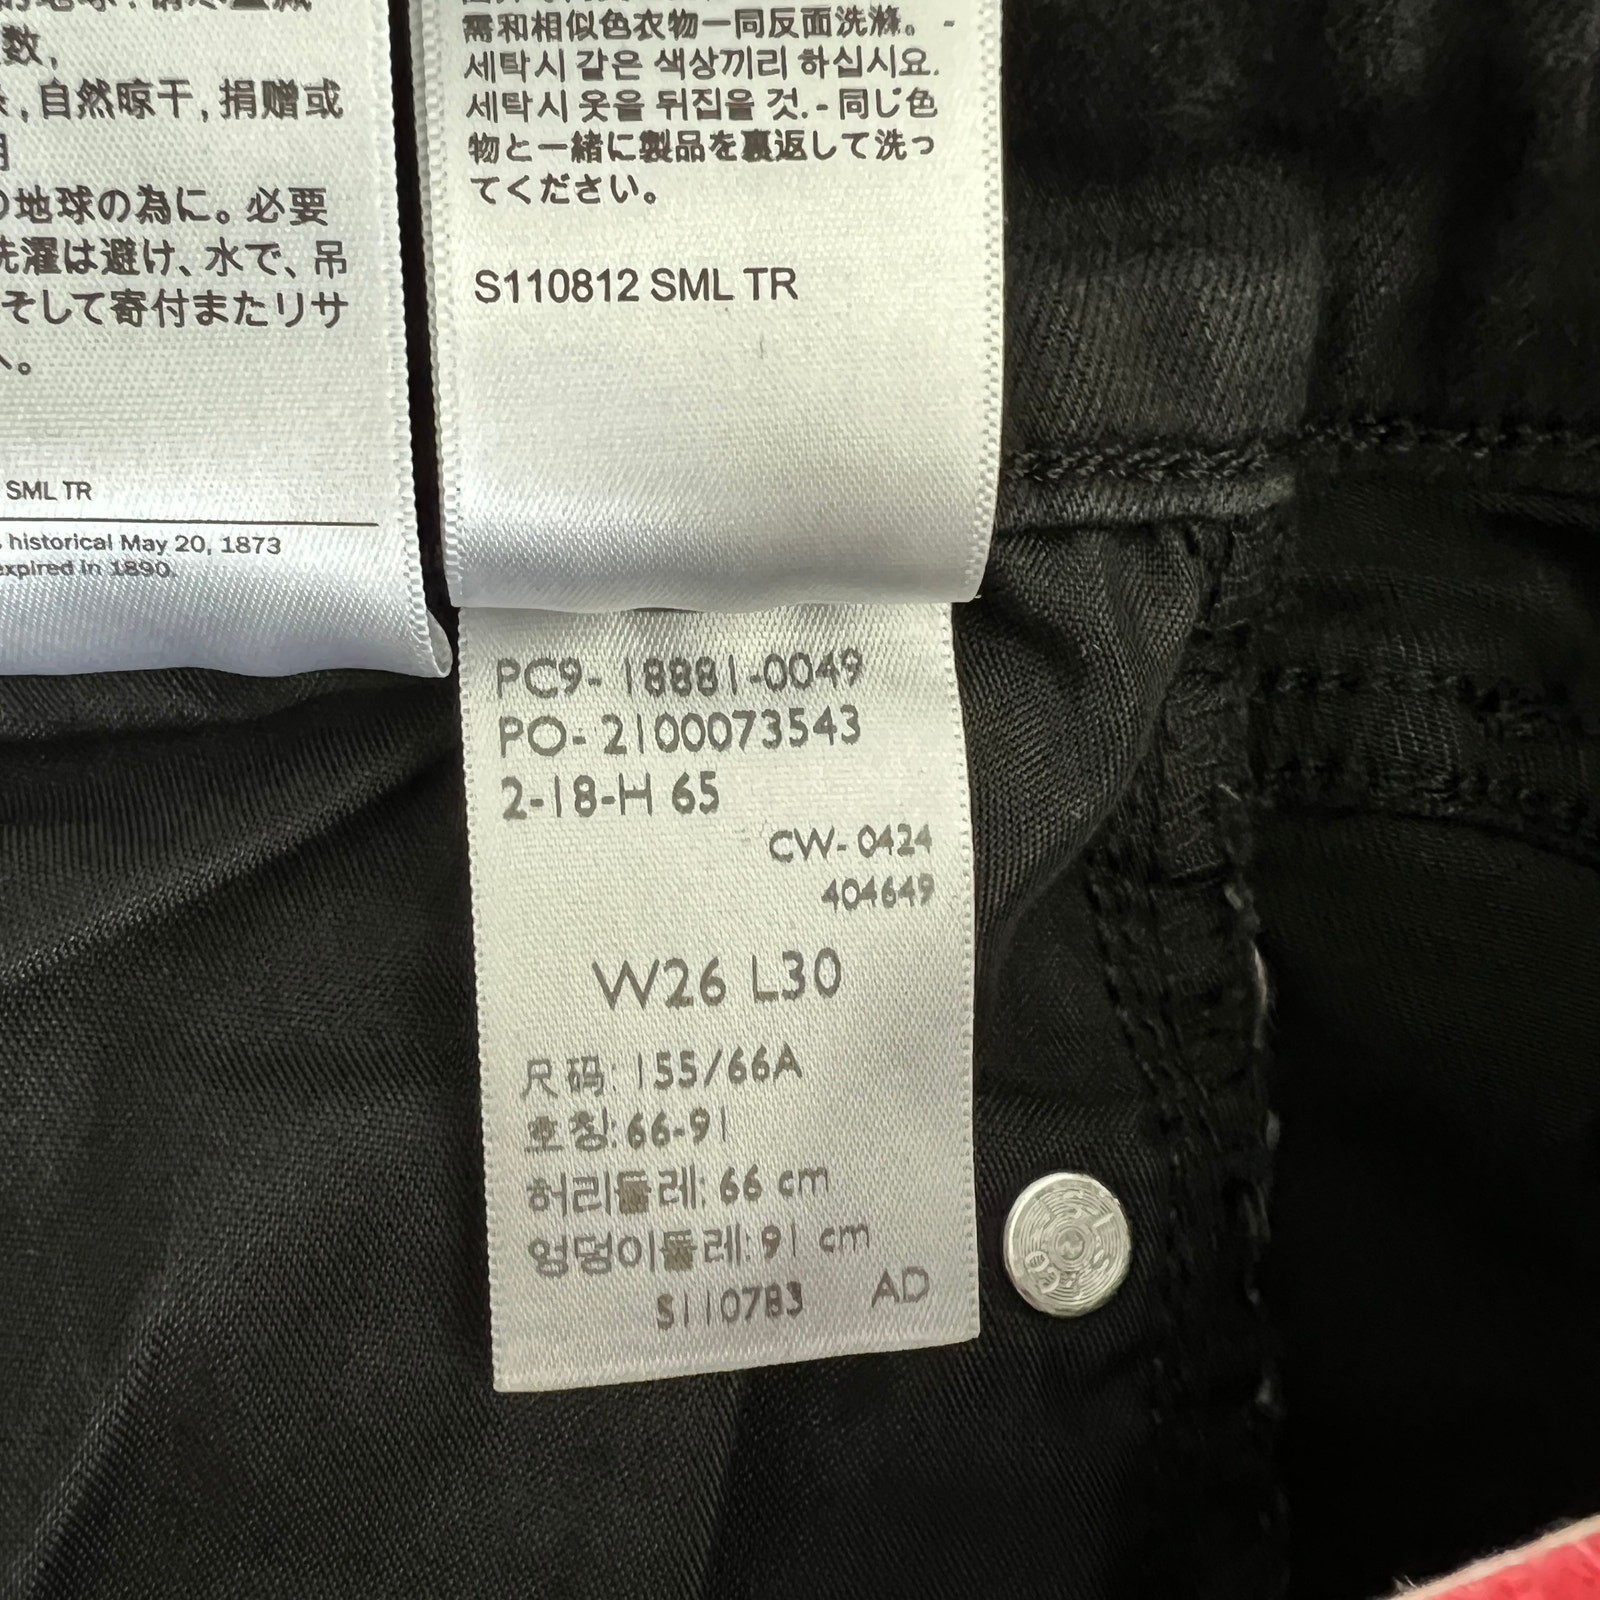 数,
,自然晾干,捐赠或
の地球の為に。必要
洗濯は避け、水で、吊
そして寄付またリサ
へ。
SML TR
historical May 20, 1873
expired in 1890.
需和相似色衣物一同反面洗滌。 -
세탁시 같은 색상끼리 하십시요.
세탁시 옷을 뒤집을 것. - 同じ色
物と一緒に製品を裏返して洗っ
てください。
S110812 SML TR
PC9- 18881-0049
PO- 2100073543
2-18-H 65
CW- 0424
404649
W26 L30
尺码: 155/66A
호칭: 66-91
허리둘레: 66 cm
엉덩이둘레: 91 cm
S110783 AD